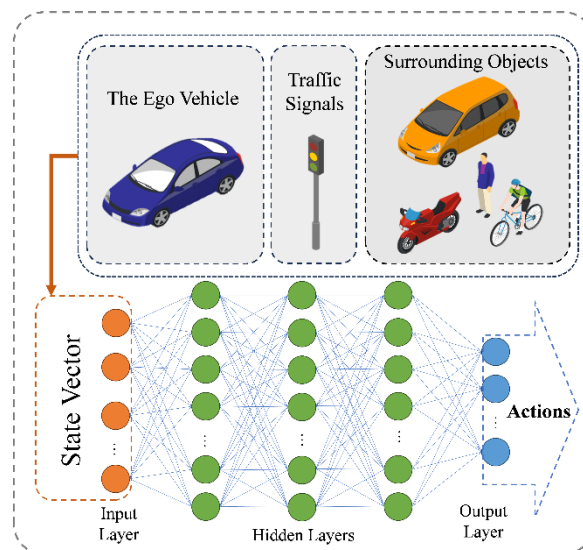 The Ego Vehicle
Traffic
Signals
Surrounding Objects
State Vector
Actions
Input
Layer
Hidden Layers
Output
Layer